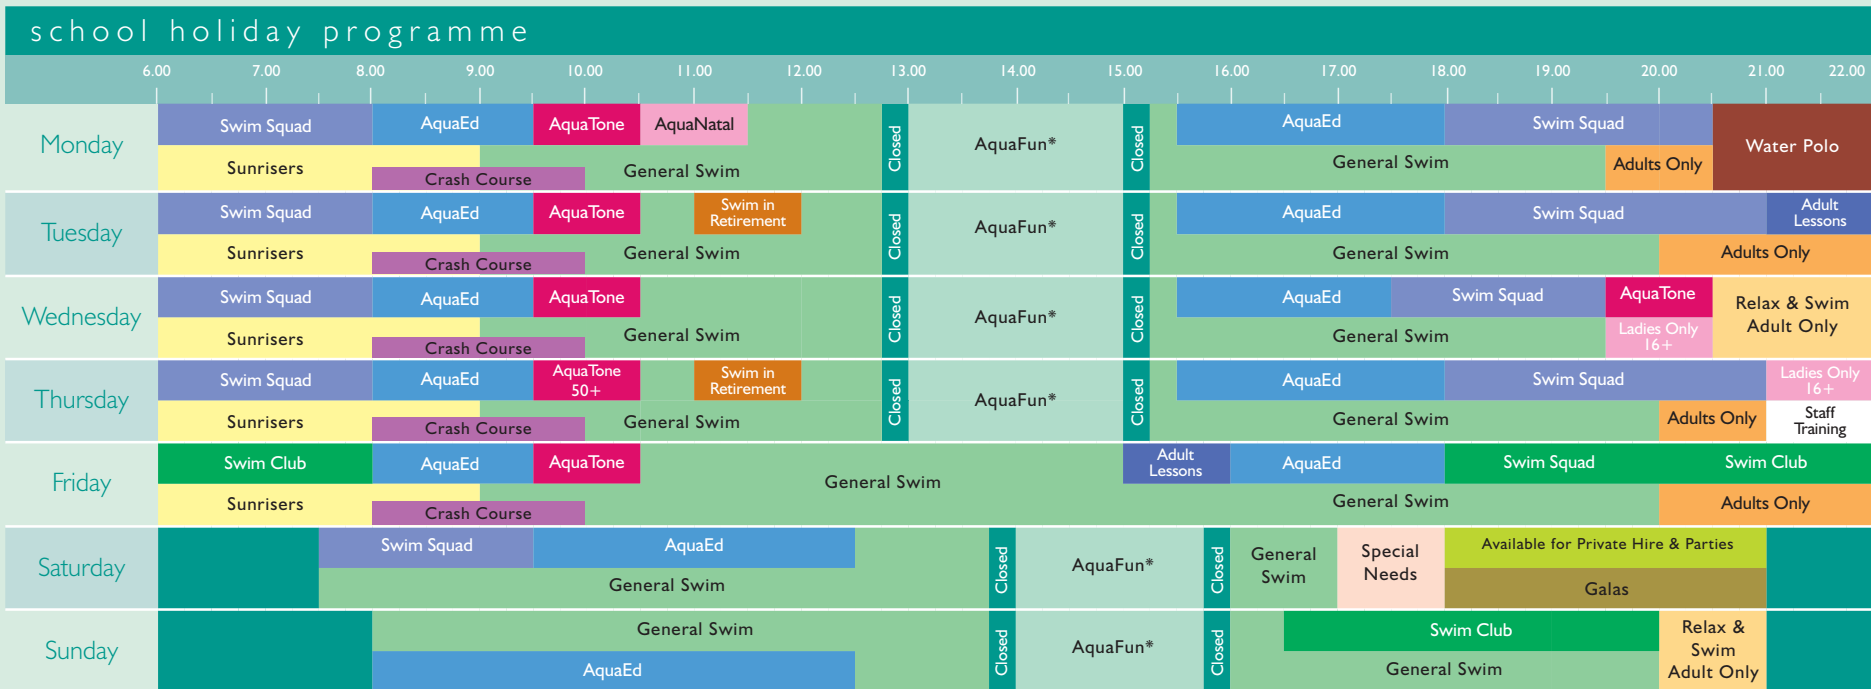 school holiday programme
6.00 7.00 8.00 9.00 10.00 11.00 12.00 13.00 14.00 15.00 16.00 17.00 18.00 19.00 20.00 21.00 22.00
Monday
Swim Squad AquaEd AquaTone AquaNatal Closed AquaFun* Closed AquaEd Swim Squad Water Polo
Sunrisers Crash Course General Swim General Swim Adults Only
Tuesday
Swim Squad AquaEd AquaTone Swim in
Retirement
Closed AquaFun* Closed AquaEd Swim Squad Adult
Lessons
Sunrisers Crash Course General Swim General Swim Adults Only
Wednesday
Swim Squad AquaEd AquaTone Closed AquaFun* Closed AquaEd Swim Squad AquaTone Relax & Swim
Adult Only
Sunrisers Crash Course General Swim General Swim Ladies Only
16+
Thursday
Swim Squad AquaEd AquaTone
50+
Swim in
Retirement
Closed AquaFun* Closed AquaEd Swim Squad Ladies Only
16+
Sunrisers Crash Course General Swim General Swim Adults Only Staff
Training
Friday
Swim Club AquaEd AquaTone General Swim Adult
Lessons
AquaEd Swim Squad Swim Club
Sunrisers Crash Course General Swim Adults Only
Saturday
Swim Squad AquaEd Closed AquaFun* Closed General
Swim
Special
Needs
Available for Private Hire & Parties
General Swim Galas
Sunday
General Swim Closed AquaFun* Closed Swim Club Relax &
Swim
Adult Only
AquaEd General Swim